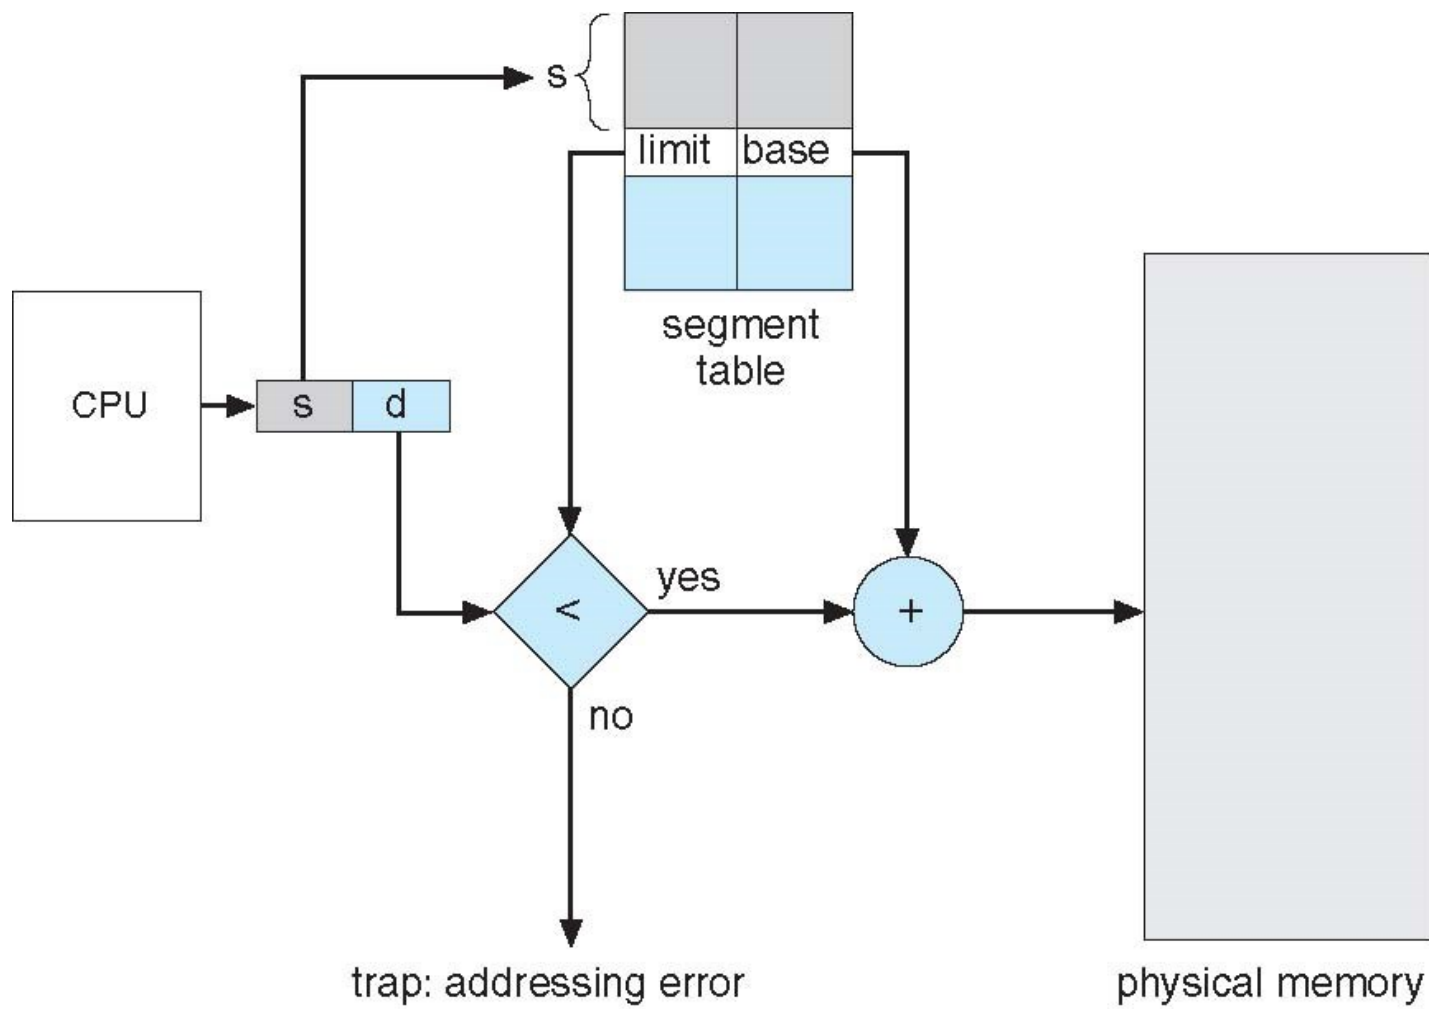 s
limit base
segment
table
CPU
s d
yes
<
+
no
trap: addressing error
physical memory